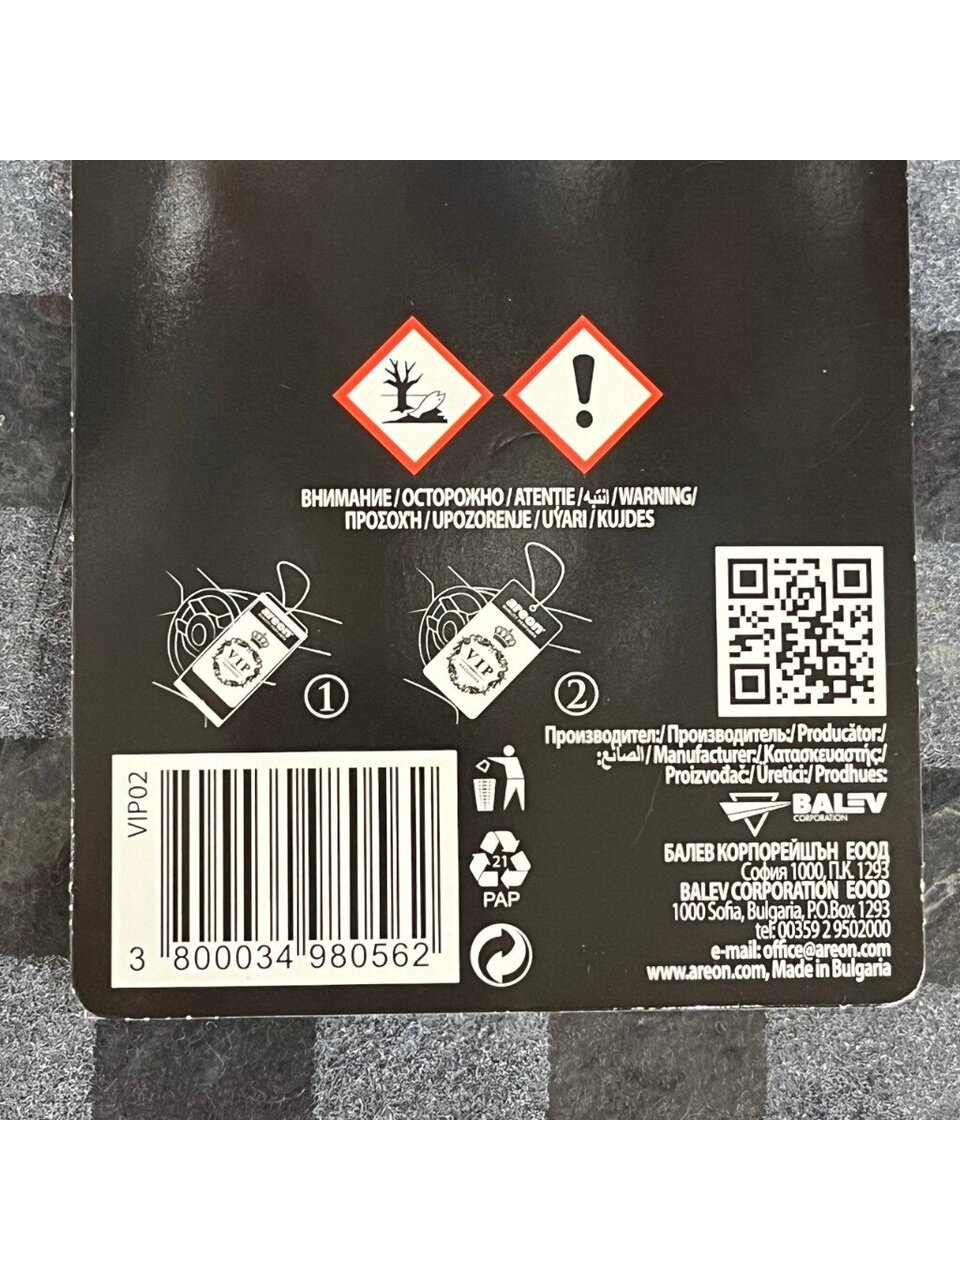 ВНИМАНИЕ / ОСТОРОЖНО / ATENȚIE / انتبه / WARNING/
ΠΡΟΣΟΧΉ / UPOZORENJE / UYARI / KUJDES
areon
VIP
1
areon
VIP
2
Производител:/ Производитель:/ Producător:/
الصانع:/ Manufacturer:/ Κατασκευαστής:/
Proizvođač:/ Üretici:/ Prodhues:
BALEV
CORPORATION
БАЛЕВ КОРПОРЕЙШЪН ЕООД
София 1000, П.К. 1293
BALEV CORPORATION EOOD
1000 Sofia, Bulgaria, P.O.Box 1293
tel: 00359 2 9502000
e-mail: office@areon.com
www.areon.com, Made in Bulgaria
VIP02
3 800034 980562
21
PAP